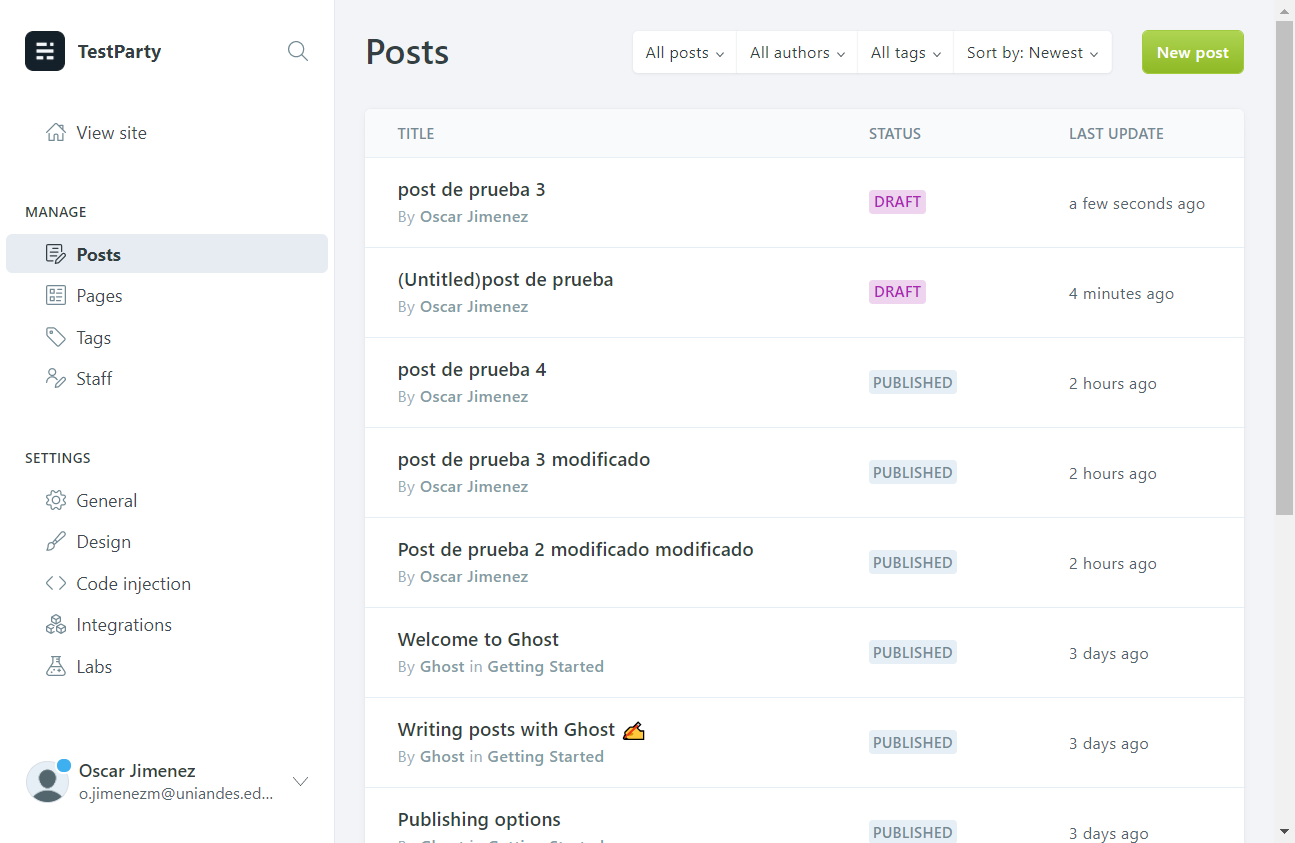 TestParty
View site
MANAGE
Posts
Pages
Tags
Staff
SETTINGS
General
Design
Code injection
Integrations
Labs
Oscar Jimenez
o.jimenezm@uniandes.ed...
Posts
All posts All authors All tags Sort by: Newest New post
TITLE STATUS LAST UPDATE
post de prueba 3
By Oscar Jimenez
DRAFT a few seconds ago
(Untitled)post de prueba
By Oscar Jimenez
DRAFT 4 minutes ago
post de prueba 4
By Oscar Jimenez
PUBLISHED 2 hours ago
post de prueba 3 modificado
By Oscar Jimenez
PUBLISHED 2 hours ago
Post de prueba 2 modificado modificado
By Oscar Jimenez
PUBLISHED 2 hours ago
Welcome to Ghost
By Ghost in Getting Started
PUBLISHED 3 days ago
Writing posts with Ghost ✍️
By Ghost in Getting Started
PUBLISHED 3 days ago
Publishing options
By Ghost in Getting Started
PUBLISHED 3 days ago